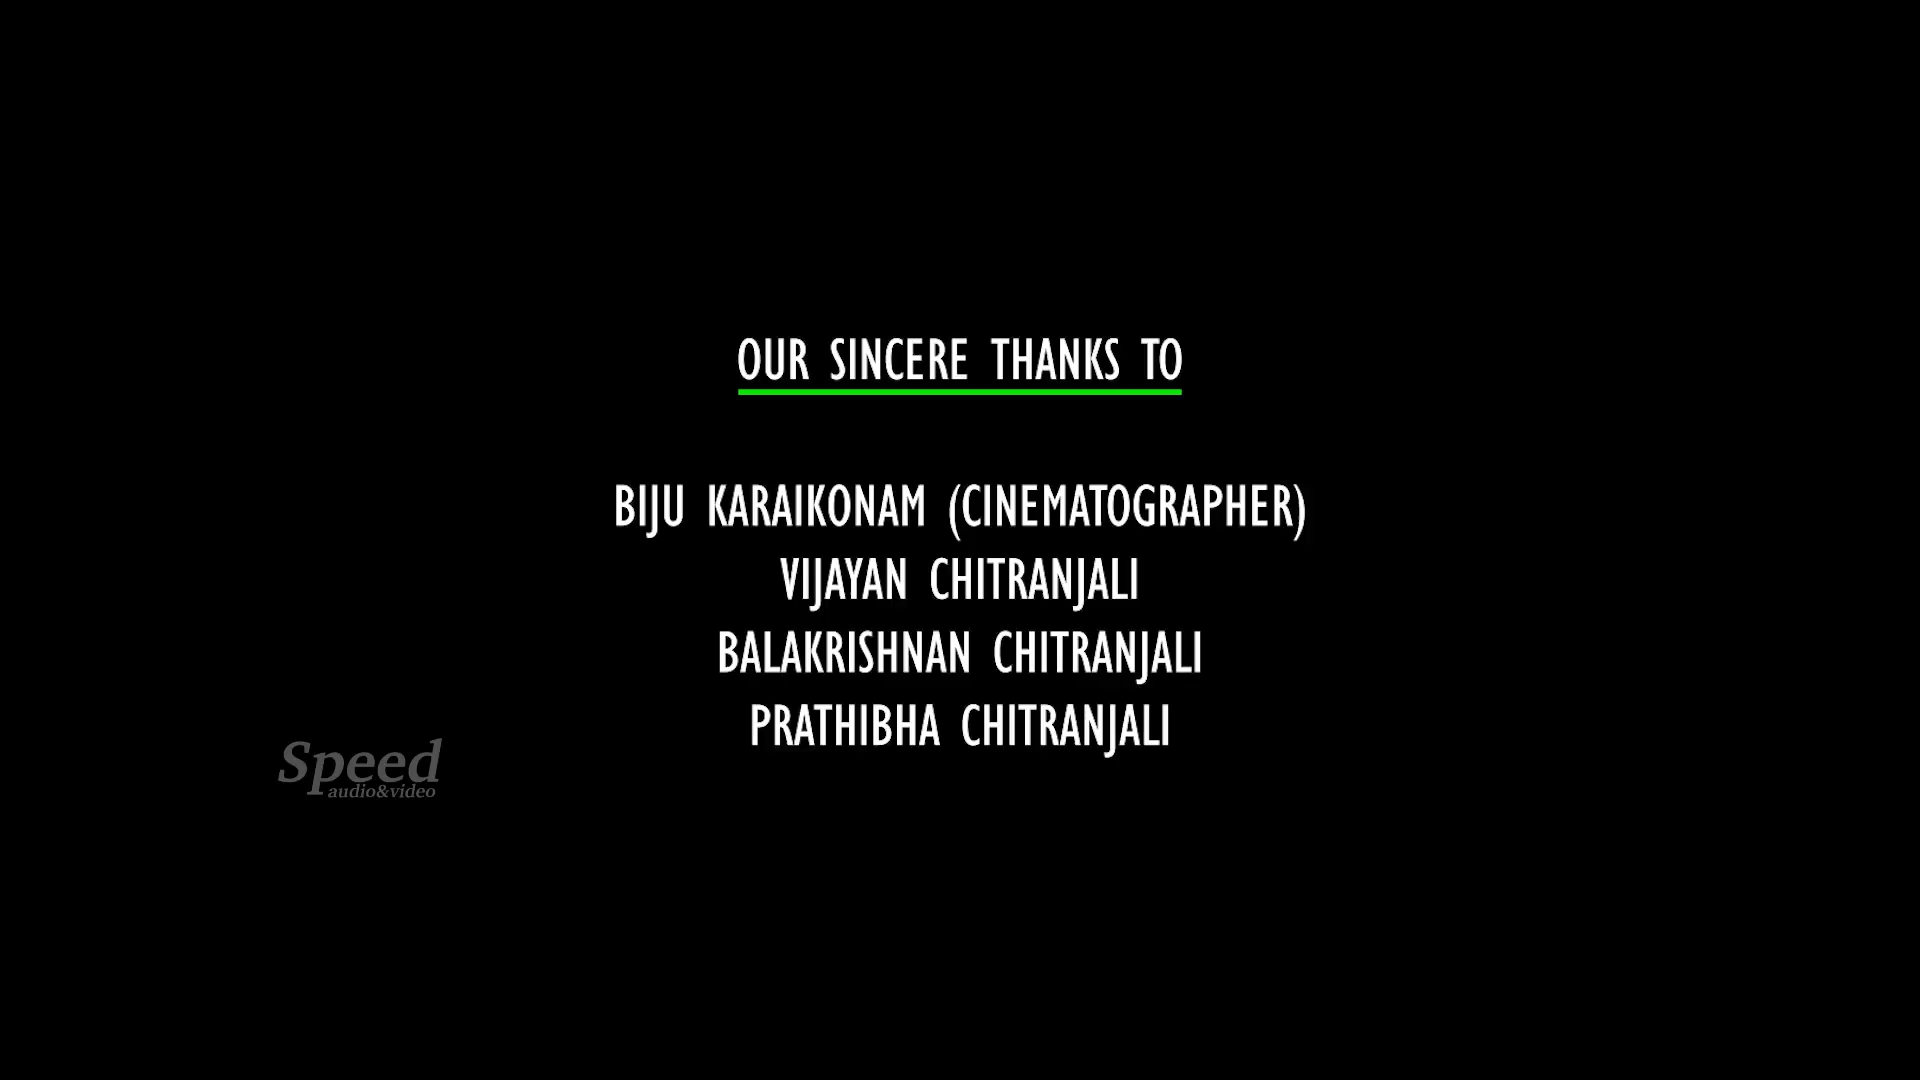 OUR SINCERE THANKS TO
BIJU KARAIKONAM (CINEMATOGRAPHER)
VIJAYAN CHITRANJALI
BALAKRISHNAN CHITRANJALI
PRATHIBHA CHITRANJALI
Speed
audio&video